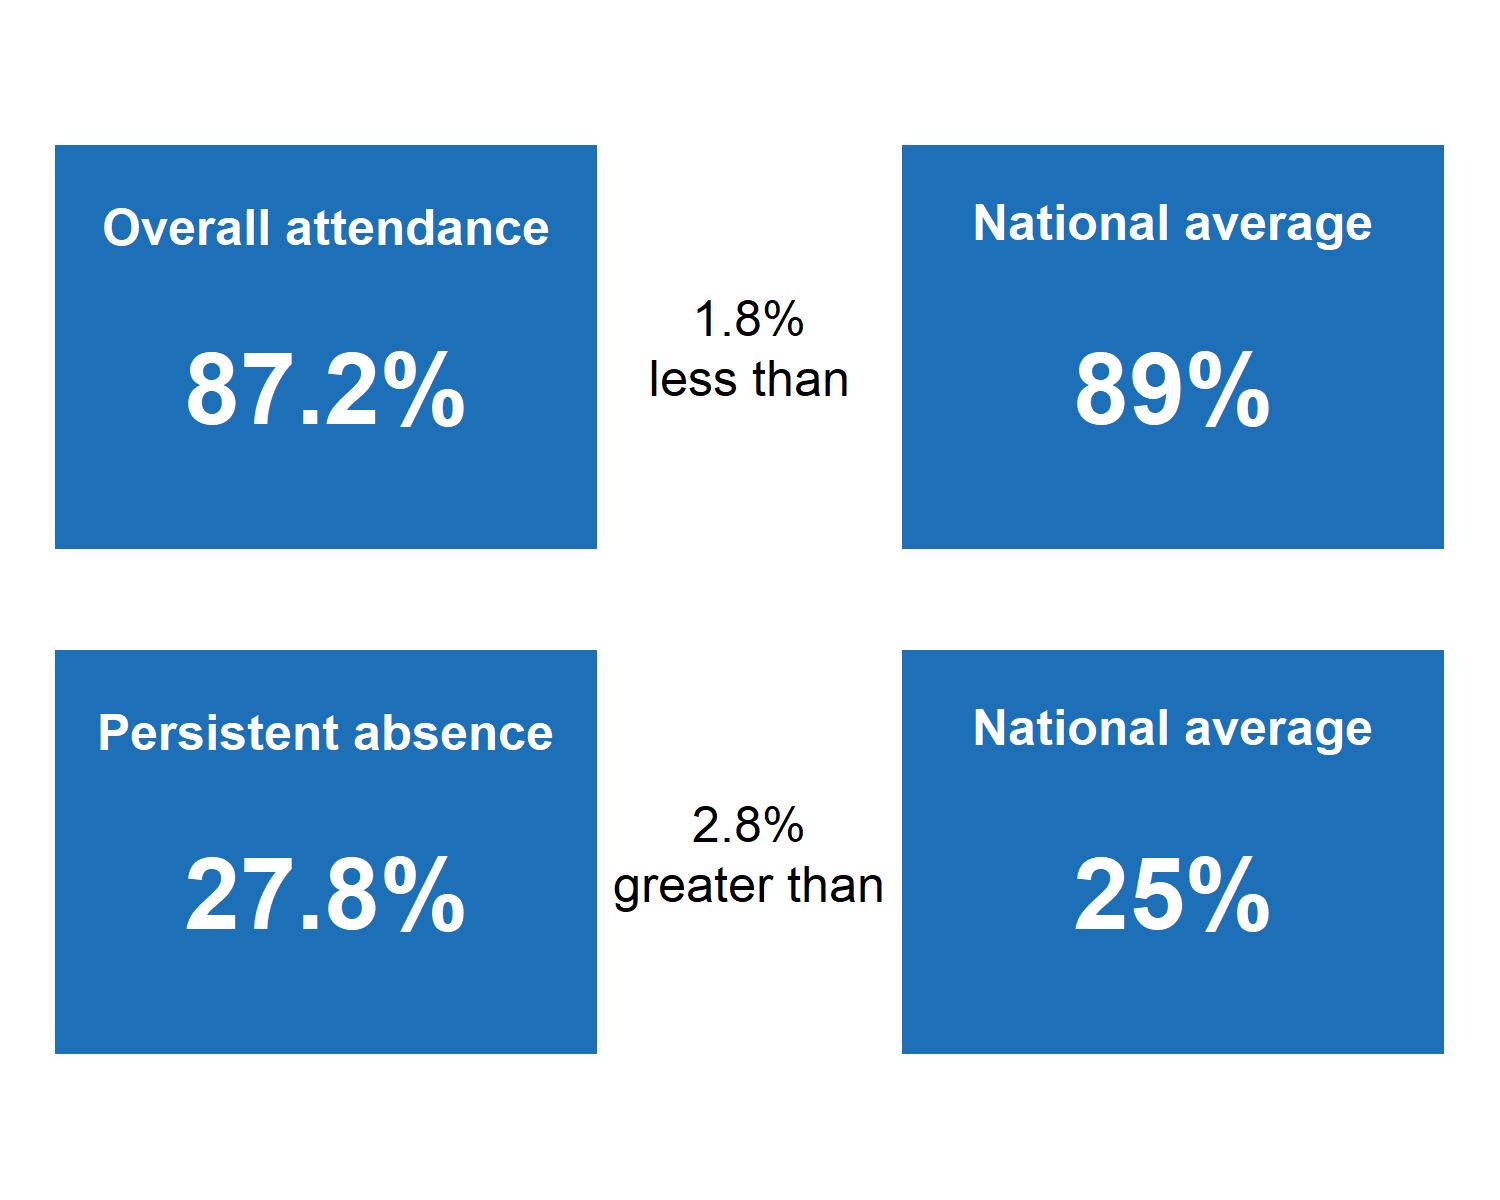 Overall attendance
87.2%
1.8%
less than
National average
89%
Persistent absence
27.8%
2.8%
greater than
National average
25%